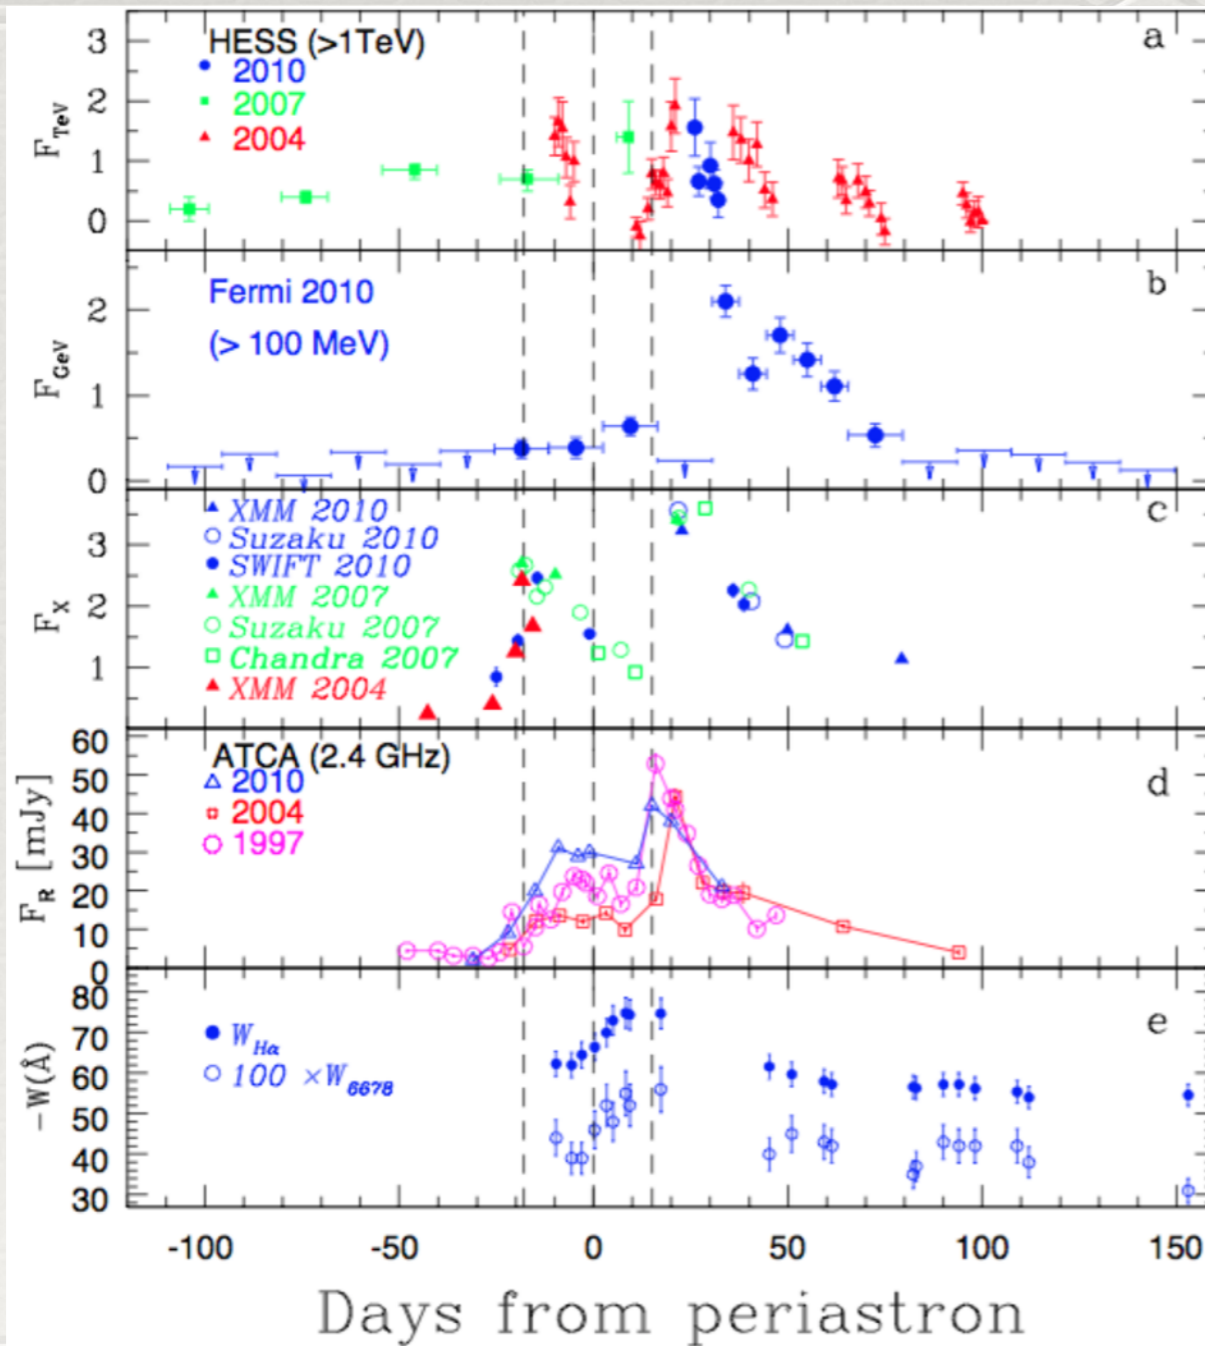 HESS (>1TeV)
2010
2007
2004
a
3
2
1
0
F_TeV
Fermi 2010
(> 100 MeV)
b
2
1
0
F_GeV
XMM 2010
Suzaku 2010
SWIFT 2010
XMM 2007
Suzaku 2007
Chandra 2007
XMM 2004
c
3
2
1
F_X
ATCA (2.4 GHz)
2010
2004
1997
d
60
50
40
30
20
10
0
F_R [mJy]
W_Hα
100 ×W_6678
e
80
70
60
50
40
30
-W(Å)
-100 -50 0 50 100 150
Days from periastron